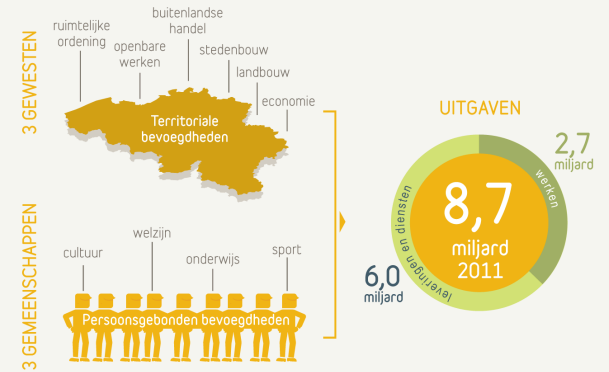 3 GEWESTEN
ruimtelijke
ordening
openbare
werken
buitenlandse
handel
stedenbouw
landbouw
economie
Territoriale
bevoegdheden
3 GEMEENSCHAPPEN
cultuur
welzijn
onderwijs
sport
Persoonsgebonden bevoegdheden
UITGAVEN
2,7
miljard
werken
8,7
miljard
2011
leveringen en diensten
6,0
miljard